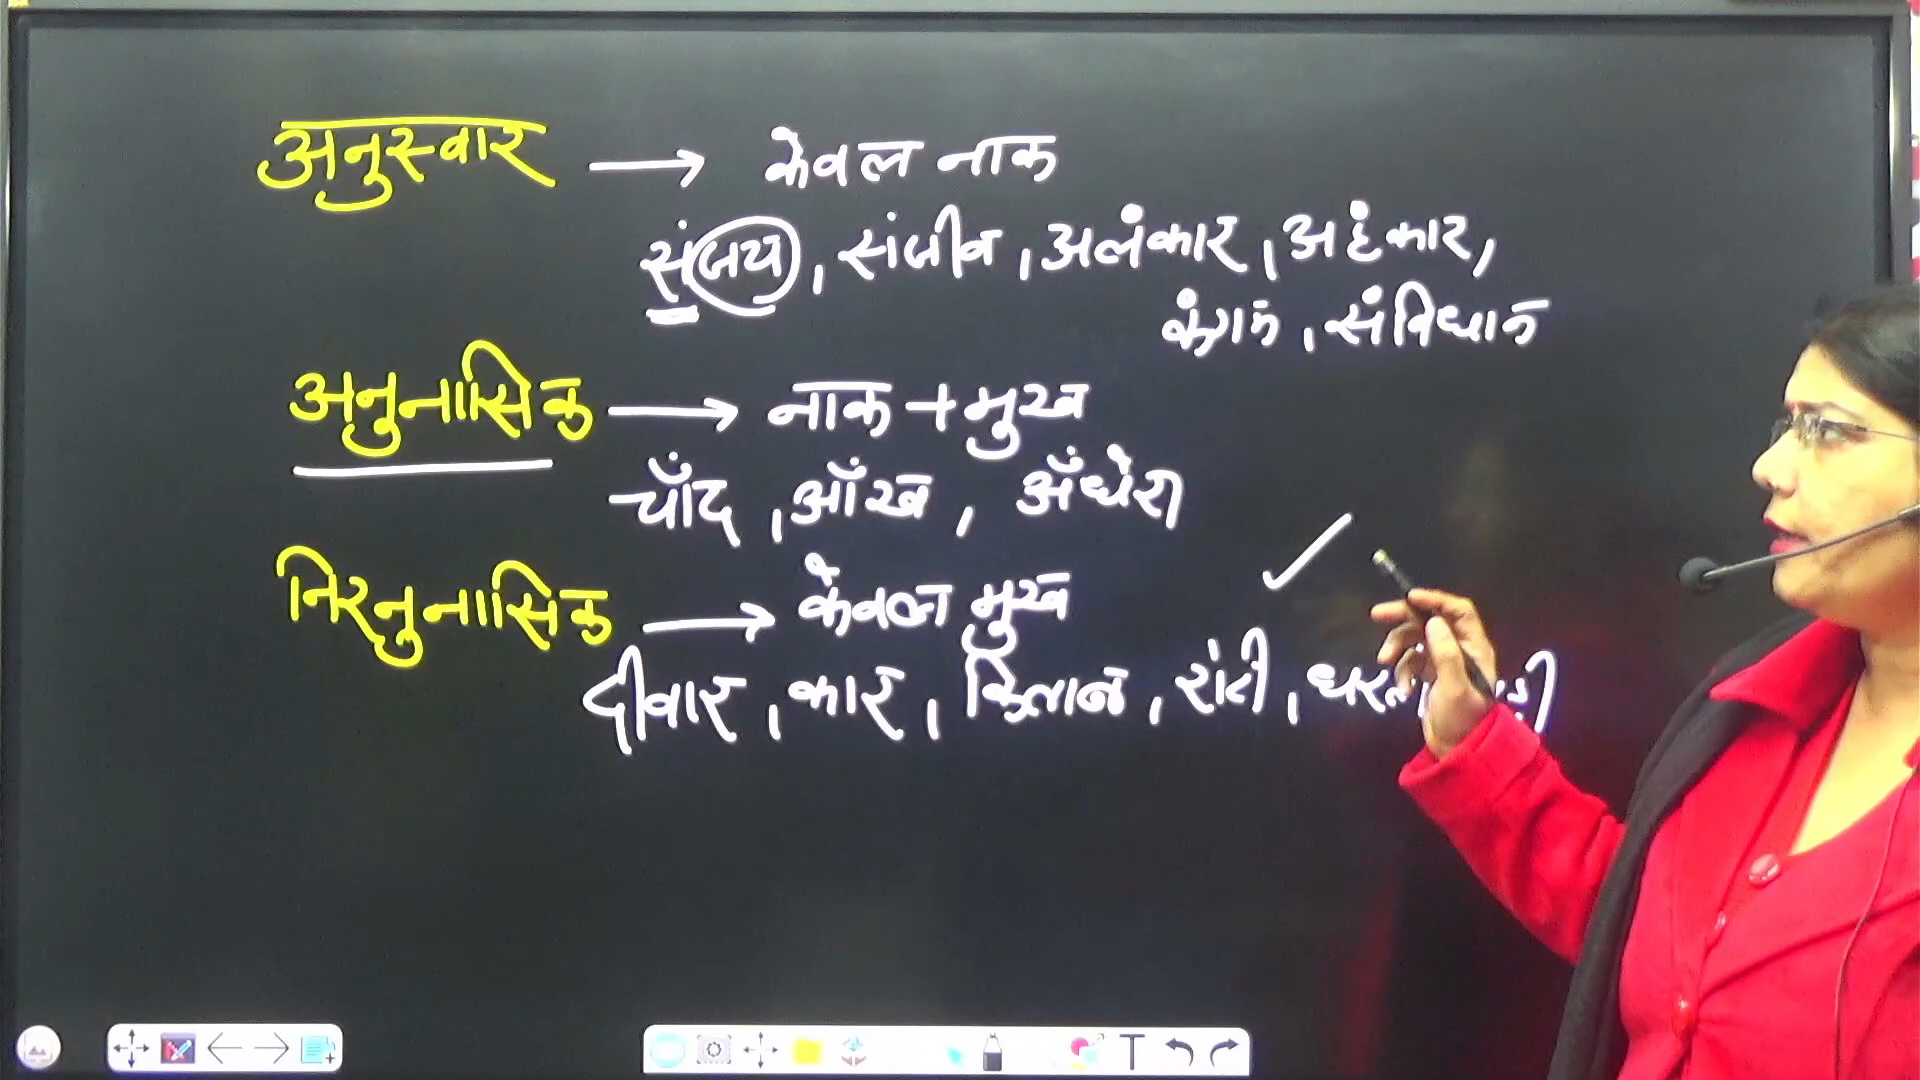 अनुस्वार → केवल नाक
संजय, संजीव, अलंकार, अहंकार,
कंगन, संविधान
अनुनासिक → नाक + मुख
चाँद, आँख, अँधेरी
निरनुनासिक → केवल मुख
दीवार, कार, किताब,
T